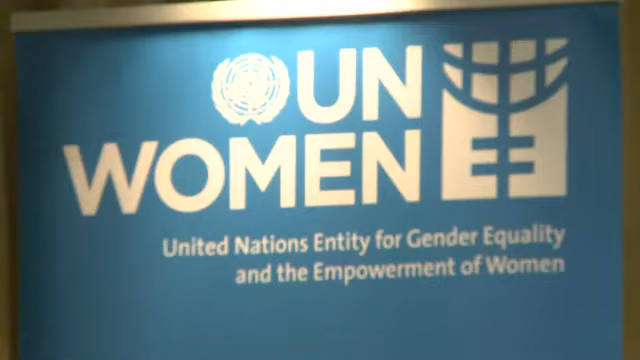 UN
WOMEN
United Nations Entity for Gender Equality
and the Empowerment of Women